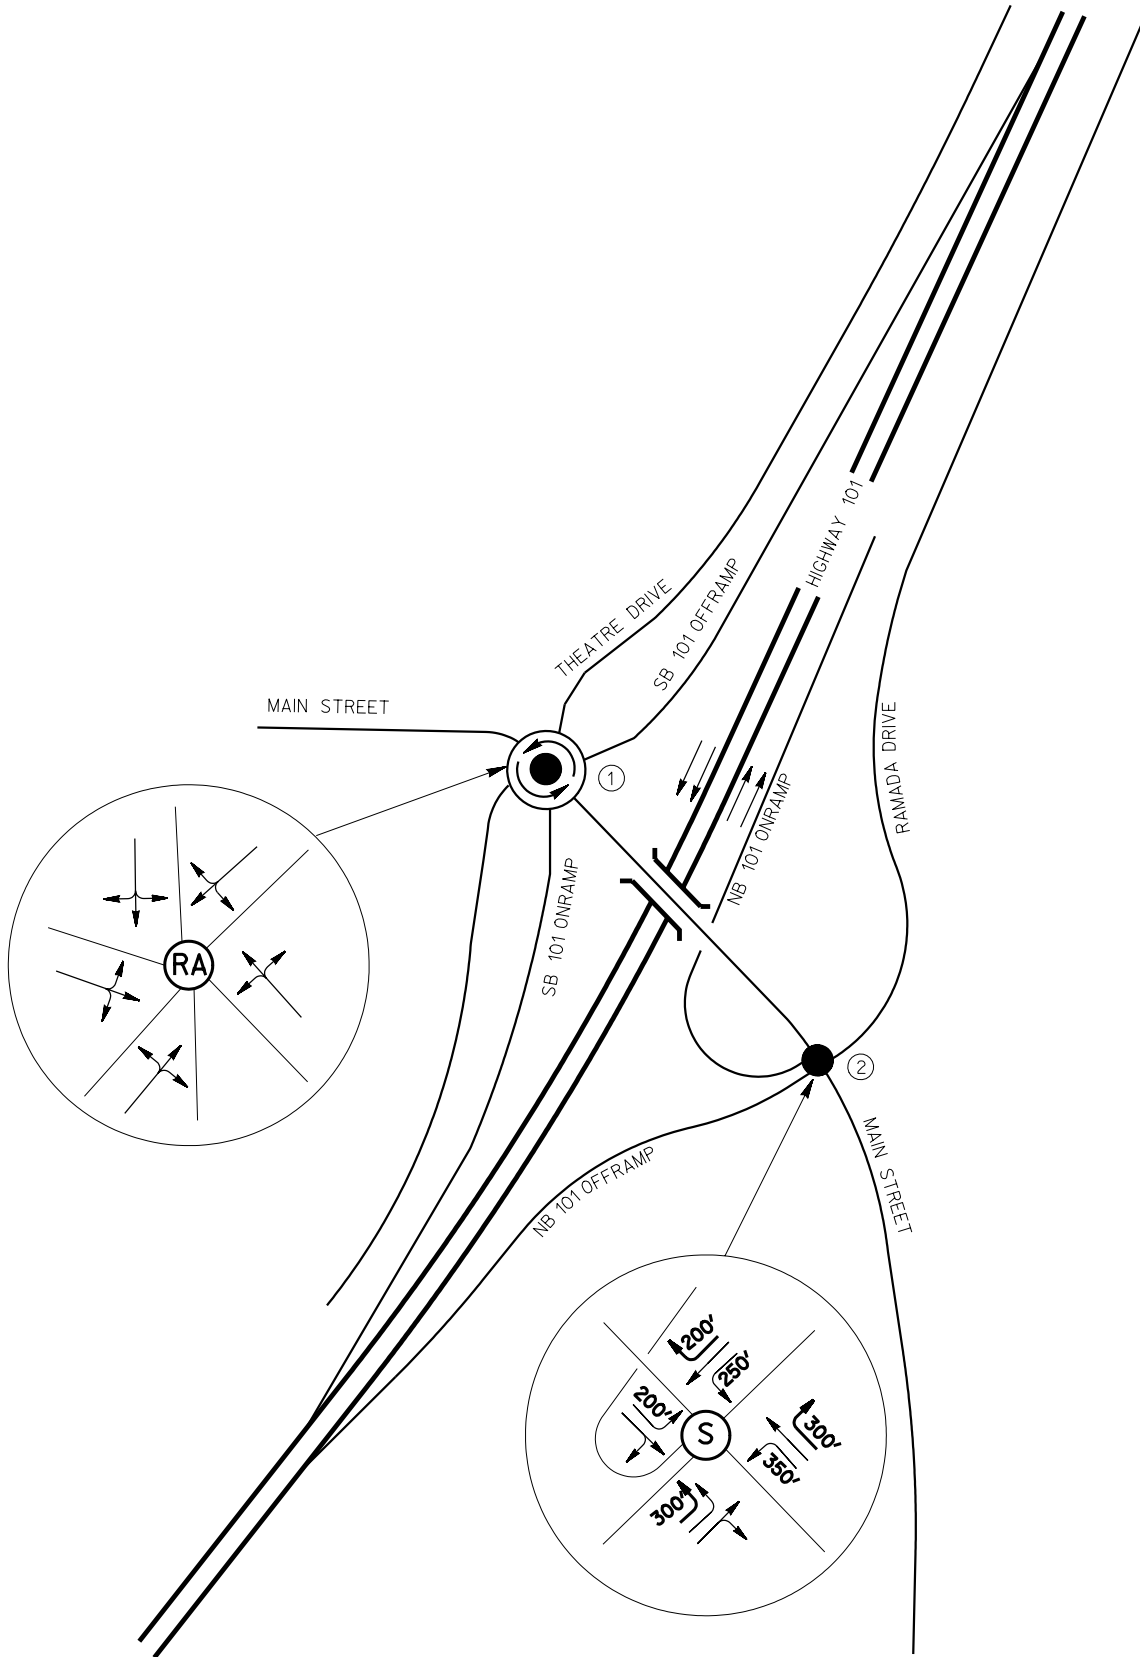 HIGHWAY 101
THEATRE DRIVE
SB 101 OFFRAMP
MAIN STREET
RAMADA DRIVE
1
NB 101 ONRAMP
SB 101 ONRAMP
RA
2
MAIN STREET
NB 101 OFFRAMP
200'
250'
200'
S
300'
350'
300'